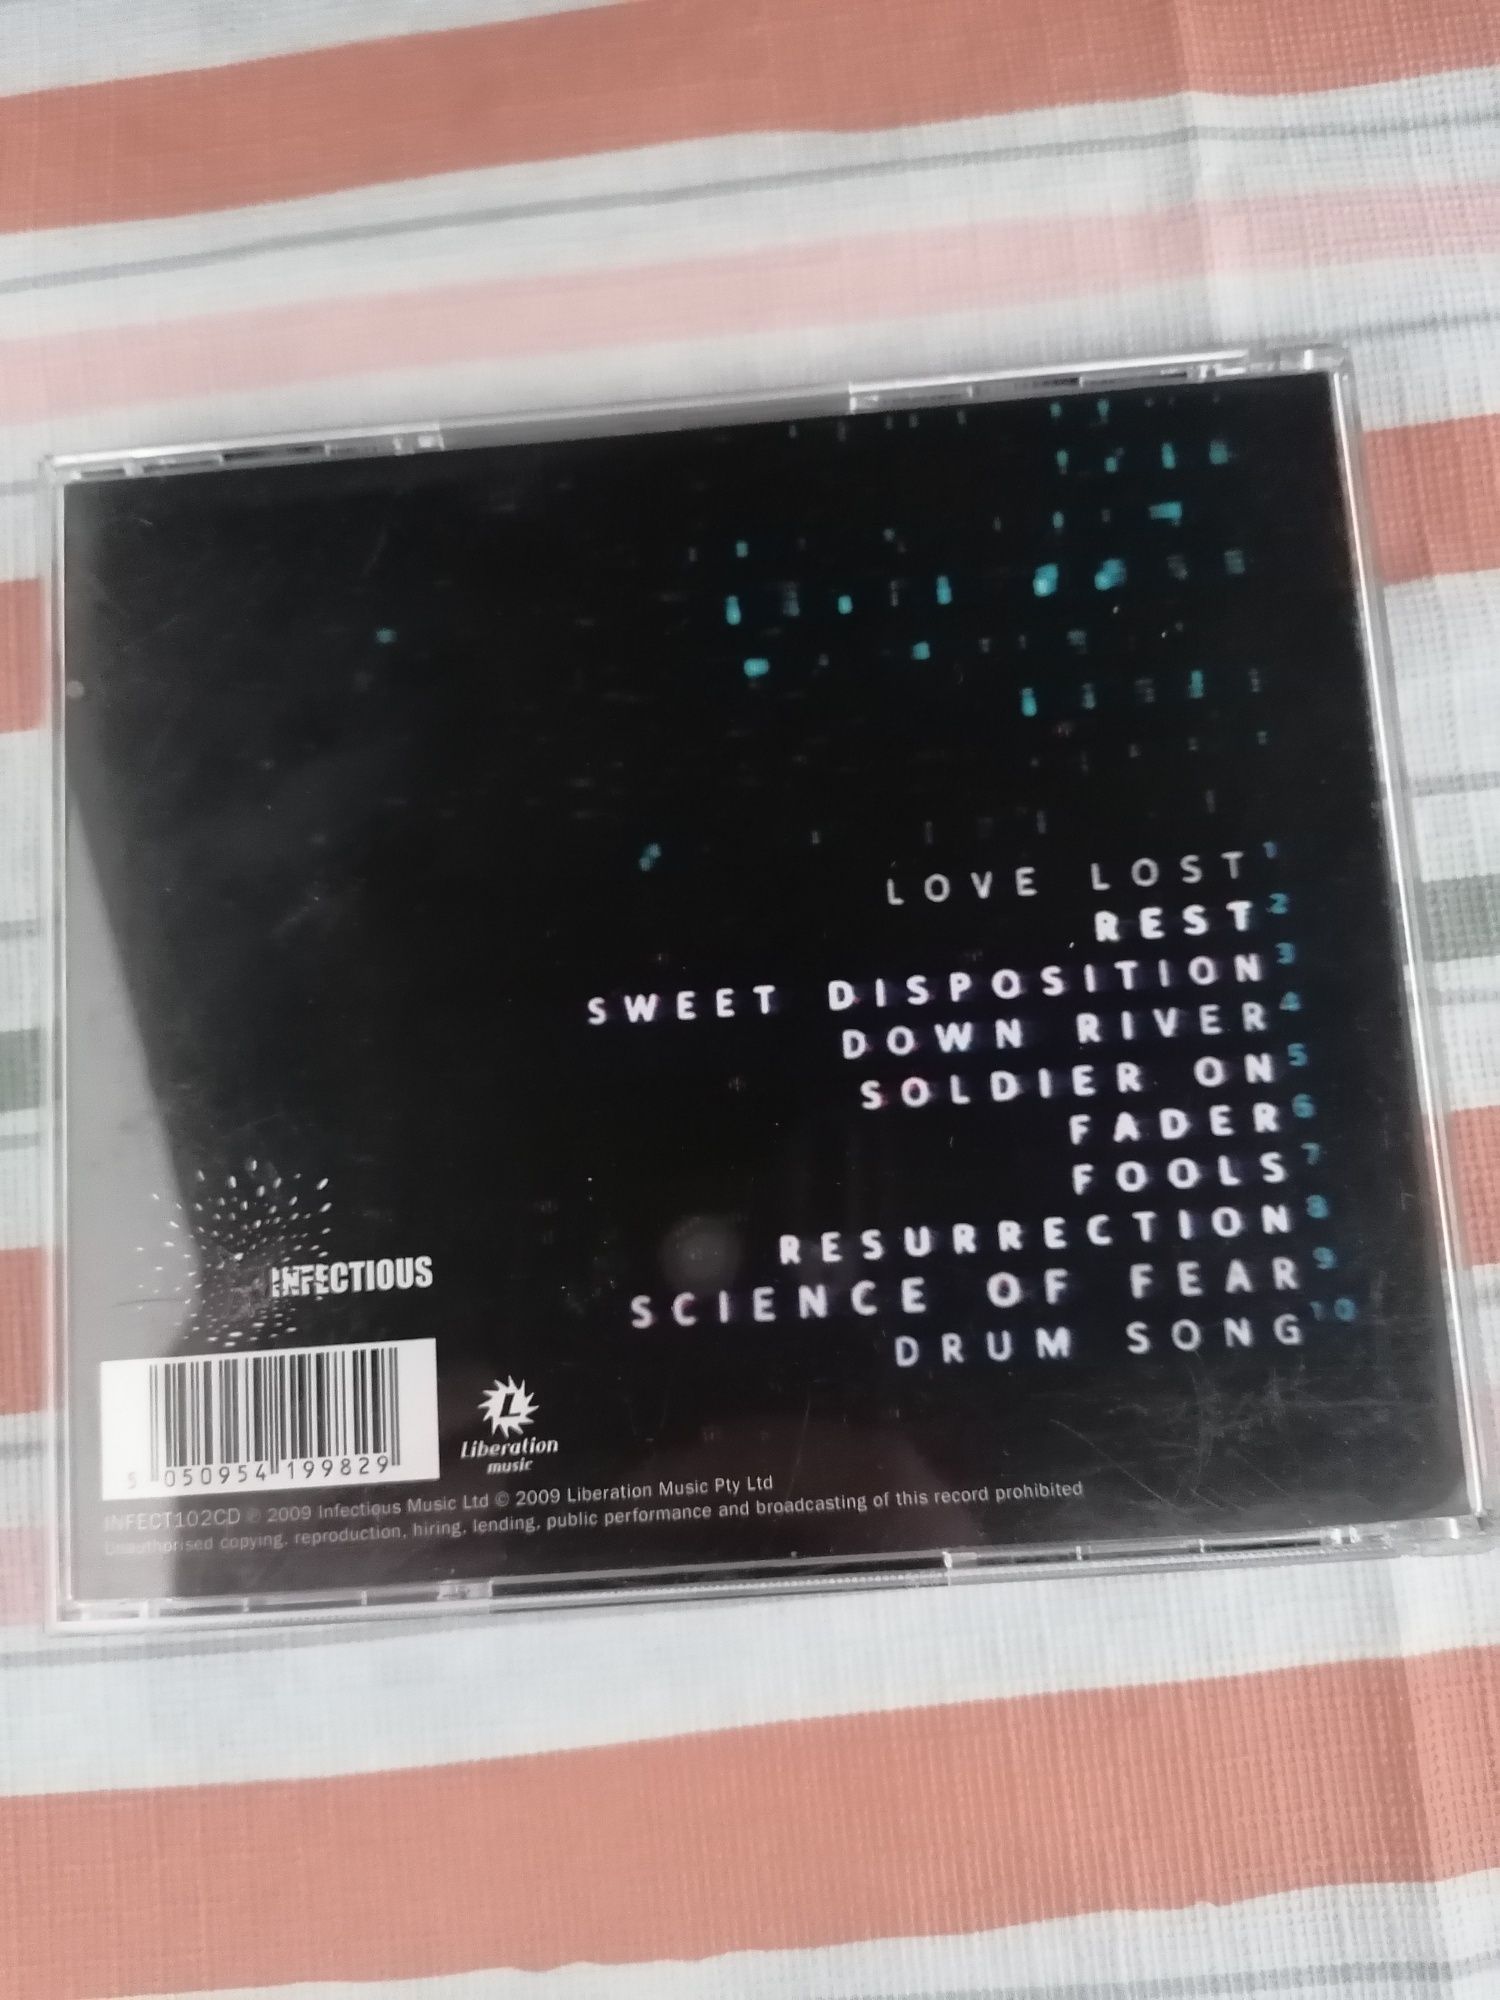 LOVE LOST 1
REST 2
SWEET DISPOSITION 3
DOWN RIVER 4
SOLDIER ON 5
FADER 6
FOOLS 7
RESURRECTION 8
SCIENCE OF FEAR 9
DRUM SONG 10
INFECTIOUS
5 050954 199829
L
Liberation
music
INFECT102CD ℗ 2009 Infectious Music Ltd © 2009 Liberation Music Pty Ltd
Unauthorised copying, reproduction, hiring, lending, public performance and broadcasting of this record prohibited